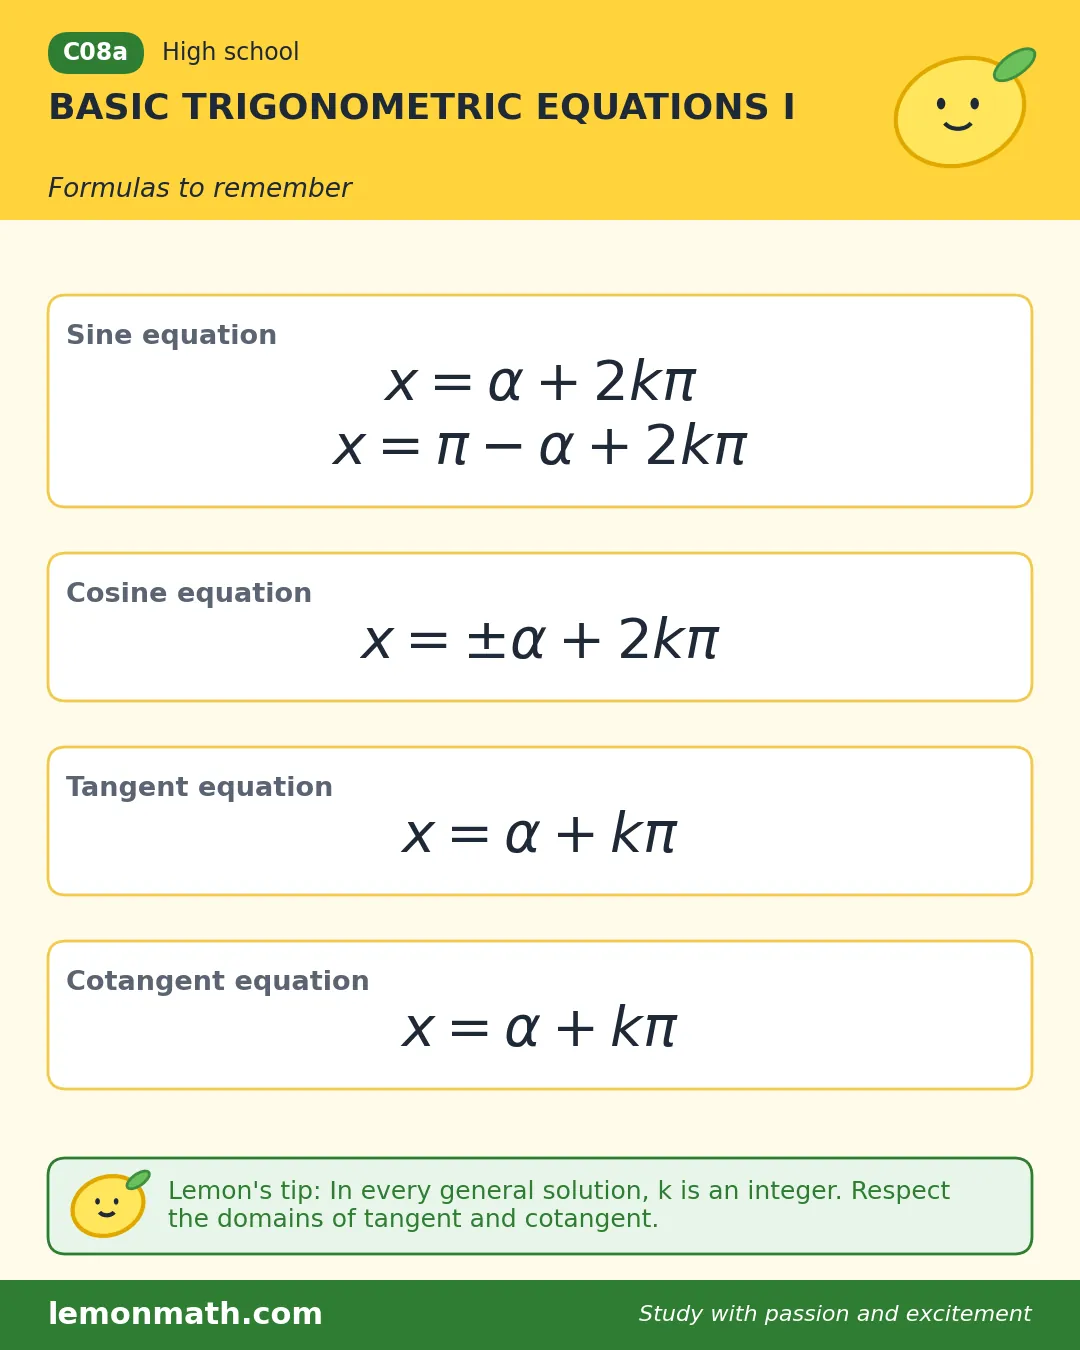 C08a High school
BASIC TRIGONOMETRIC EQUATIONS I
Formulas to remember
Sine equation
x = α + 2kπ
x = π − α + 2kπ
Cosine equation
x = ±α + 2kπ
Tangent equation
x = α + kπ
Cotangent equation
x = α + kπ
Lemon's tip: In every general solution, k is an integer. Respect
the domains of tangent and cotangent.
lemonmath.com Study with passion and excitement